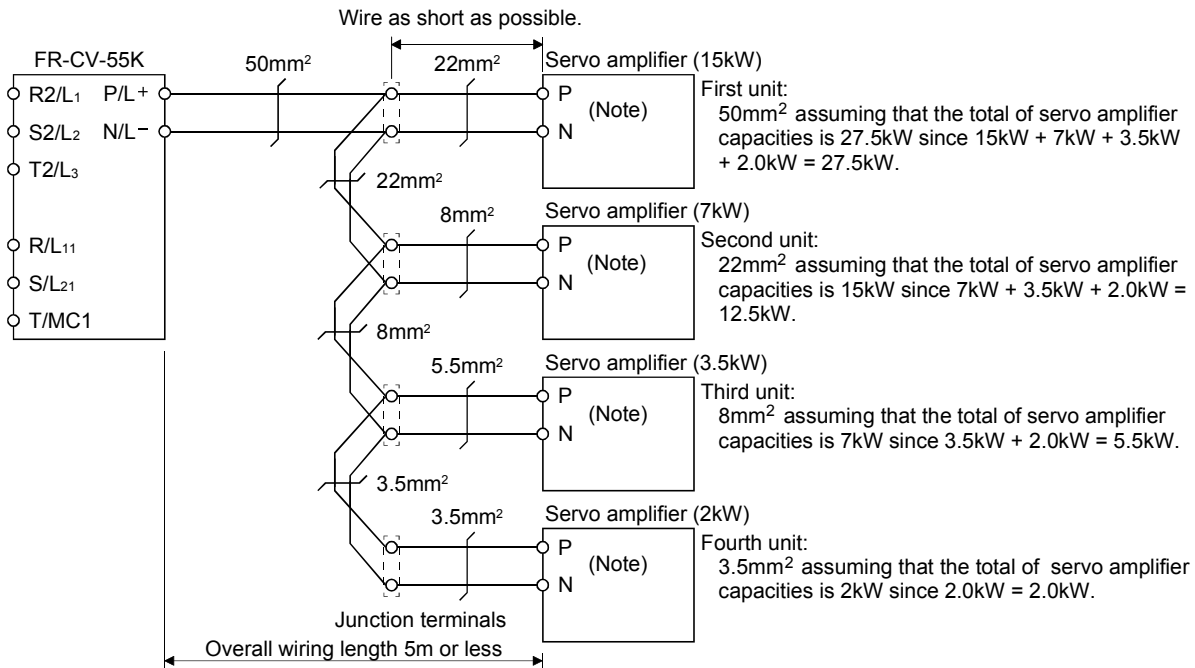 Wire as short as possible.
FR-CV-55K
50mm²
22mm²
Servo amplifier (15kW)
R2/L1 P/L+
S2/L2 N/L−
T2/L3
R/L11
S/L21
T/MC1
P
(Note)
N
First unit:
50mm² assuming that the total of servo amplifier
capacities is 27.5kW since 15kW + 7kW + 3.5kW
+ 2.0kW = 27.5kW.
22mm²
8mm²
Servo amplifier (7kW)
P
(Note)
N
Second unit:
22mm² assuming that the total of servo amplifier
capacities is 15kW since 7kW + 3.5kW + 2.0kW =
12.5kW.
8mm²
5.5mm²
Servo amplifier (3.5kW)
P
(Note)
N
Third unit:
8mm² assuming that the total of servo amplifier
capacities is 7kW since 3.5kW + 2.0kW = 5.5kW.
3.5mm²
3.5mm²
Servo amplifier (2kW)
P
(Note)
N
Fourth unit:
3.5mm² assuming that the total of servo amplifier
capacities is 2kW since 2.0kW = 2.0kW.
Junction terminals
Overall wiring length 5m or less